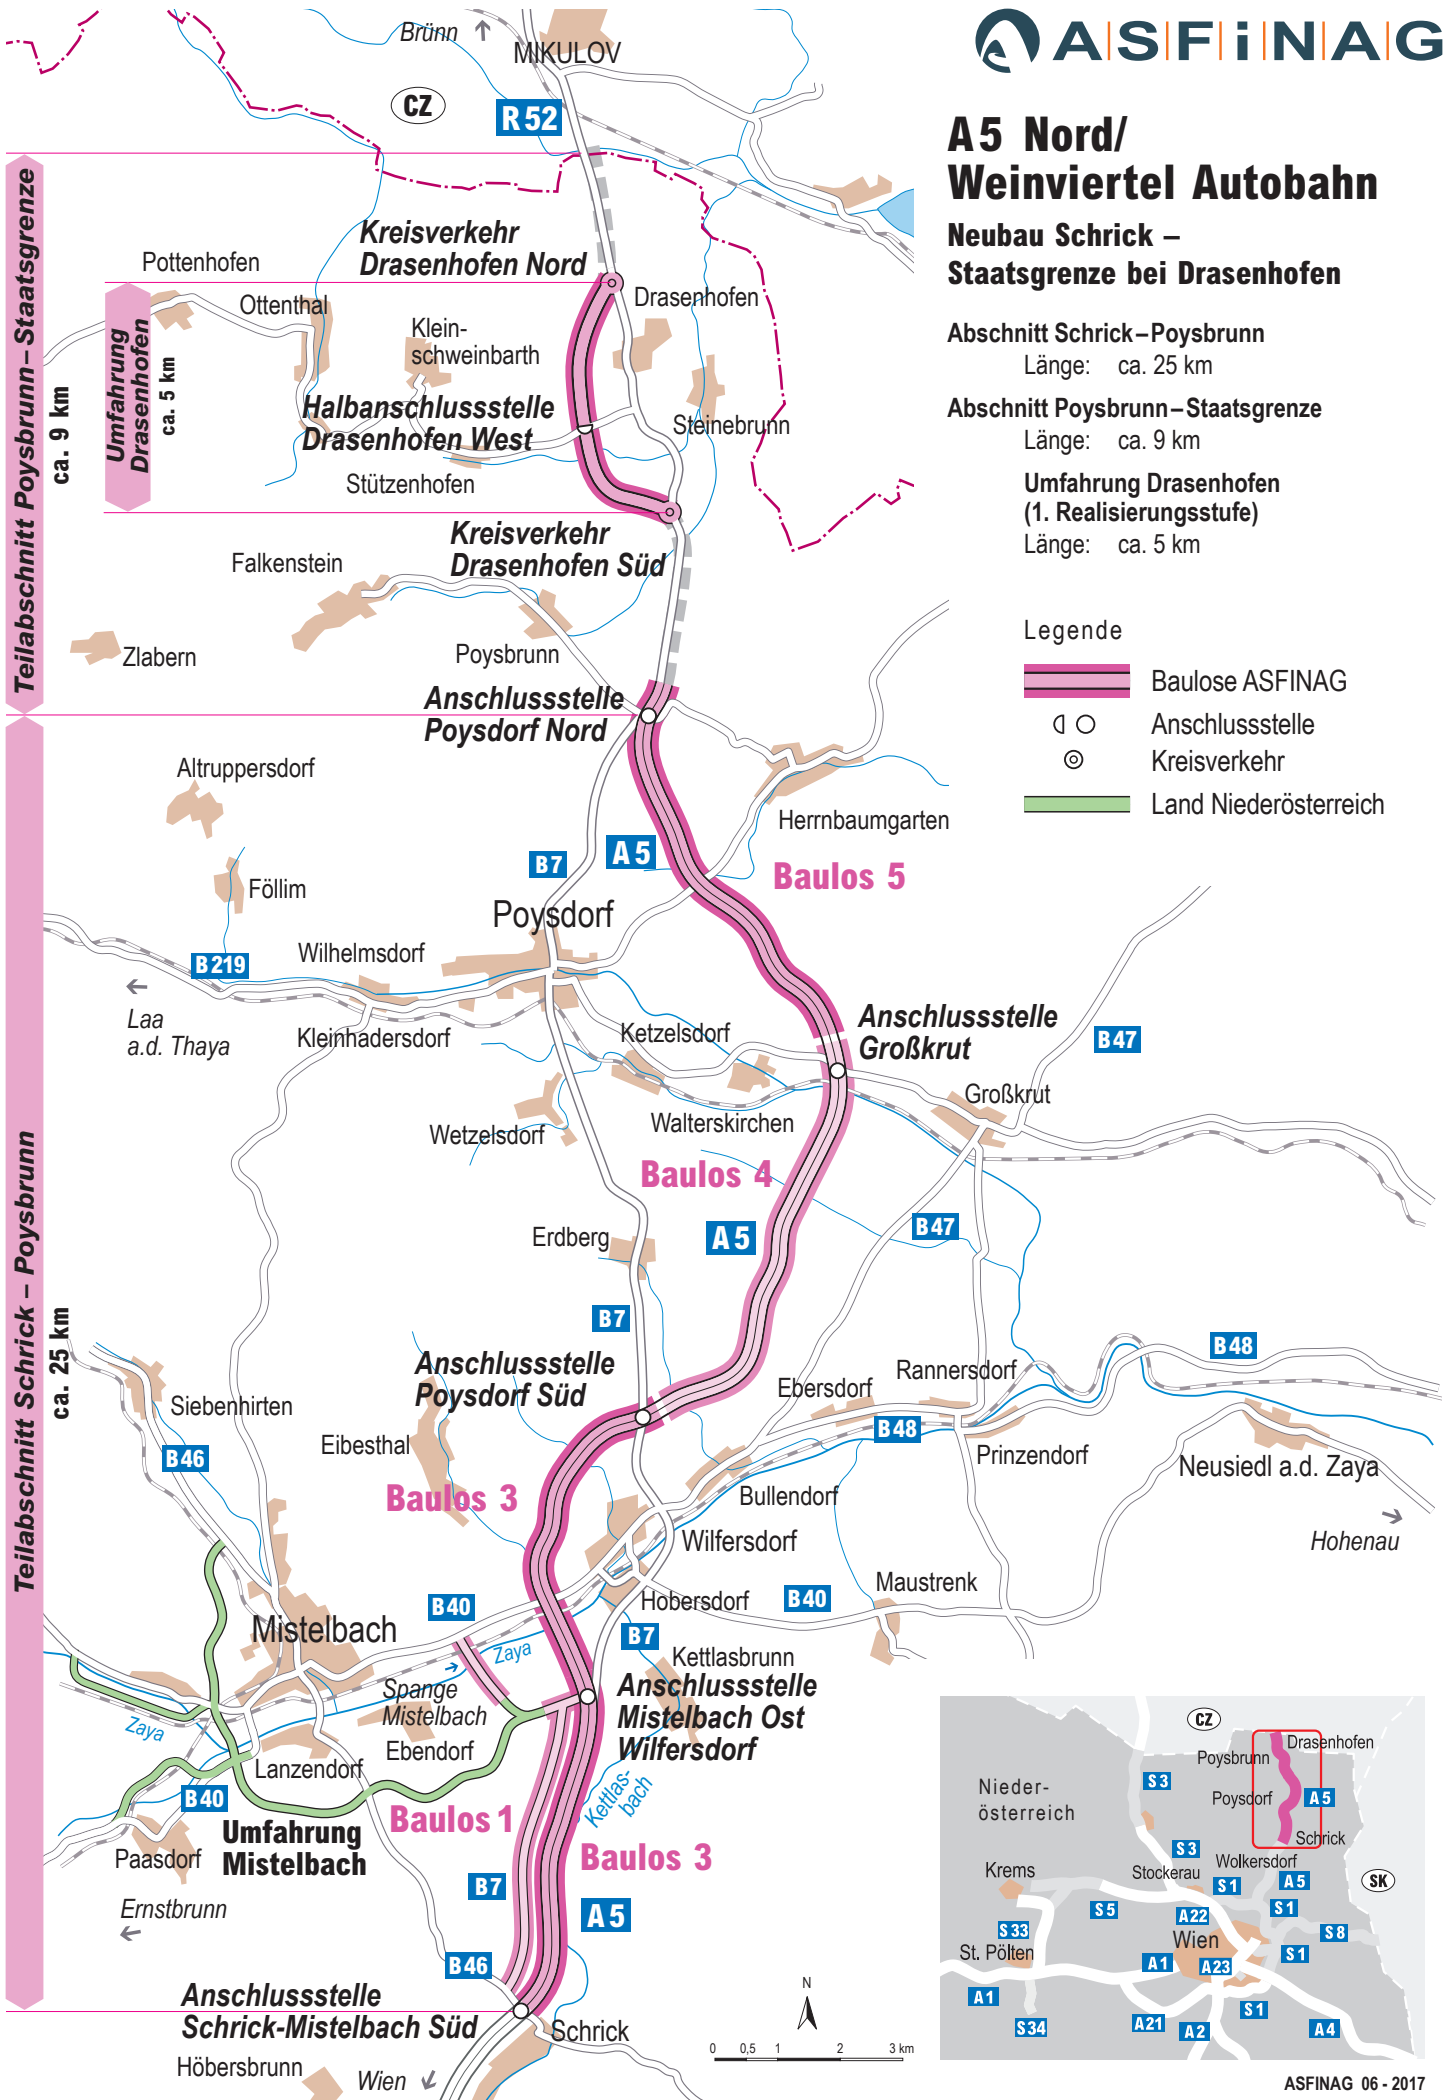 Brünn
MIKULOV
CZ
R 52
ASFiNAG
A5 Nord/
Weinviertel Autobahn
Neubau Schrick –
Staatsgrenze bei Drasenhofen
Abschnitt Schrick–Poysbrunn
Länge: ca. 25 km
Abschnitt Poysbrunn–Staatsgrenze
Länge: ca. 9 km
Umfahrung Drasenhofen
(1. Realisierungsstufe)
Länge: ca. 5 km
Legende
Baulose ASFINAG
Anschlussstelle
Kreisverkehr
Land Niederösterreich
Teilabschnitt Poysbrunn–Staatsgrenze
ca. 9 km
Umfahrung
Drasenhofen
ca. 5 km
Kreisverkehr
Drasenhofen Nord
Pottenhofen
Ottenthal
Drasenhofen
Klein-
schweinbarth
Halbanschlussstelle
Drasenhofen West
Steinebrunn
Stützenhofen
Kreisverkehr
Drasenhofen Süd
Falkenstein
Zlabern
Poysbrunn
Anschlussstelle
Poysdorf Nord
Teilabschnitt Schrick – Poysbrunn
ca. 25 km
Altruppersdorf
Herrnbaumgarten
A5
B7
Baulos 5
Föllim
Poysdorf
Wilhelmsdorf
B219
Laa
a.d. Thaya
Kleinhadersdorf
Ketzelsdorf
Anschlussstelle
Großkrut
B47
Großkrut
Wetzelsdorf
Walterskirchen
Baulos 4
Erdberg
A5
B47
B7
B48
Anschlussstelle
Poysdorf Süd
Rannersdorf
Ebersdorf
Siebenhirten
B48
Eibesthal
B46
Prinzendorf
Neusiedl a.d. Zaya
Baulos 3
Bullendorf
Wilfersdorf
Hohenau
Maustrenk
Hobersdorf
B40
B40
Mistelbach
B7
Zaya
Kettlasbrunn
Spange
Mistelbach
Anschlussstelle
Mistelbach Ost
Wilfersdorf
Zaya
Ebendorf
Lanzendorf
Kettlas-
bach
B40
Baulos 1
Umfahrung
Mistelbach
Paasdorf
Baulos 3
B7
Ernstbrunn
A5
B46
Anschlussstelle
Schrick-Mistelbach Süd
Schrick
Höbersbrunn
Wien
N
0 0,5 1 2 3 km
CZ
Drasenhofen
Poysbrunn
Nieder-
österreich
S3
Poysdorf
A5
Schrick
S3
Wolkersdorf
Krems
Stockerau
A5
SK
S1
S1
S5
A22
S33
S8
Wien
St. Pölten
S1
A1
A23
A1
S1
S34
A21
A2
A4
ASFINAG 06 - 2017